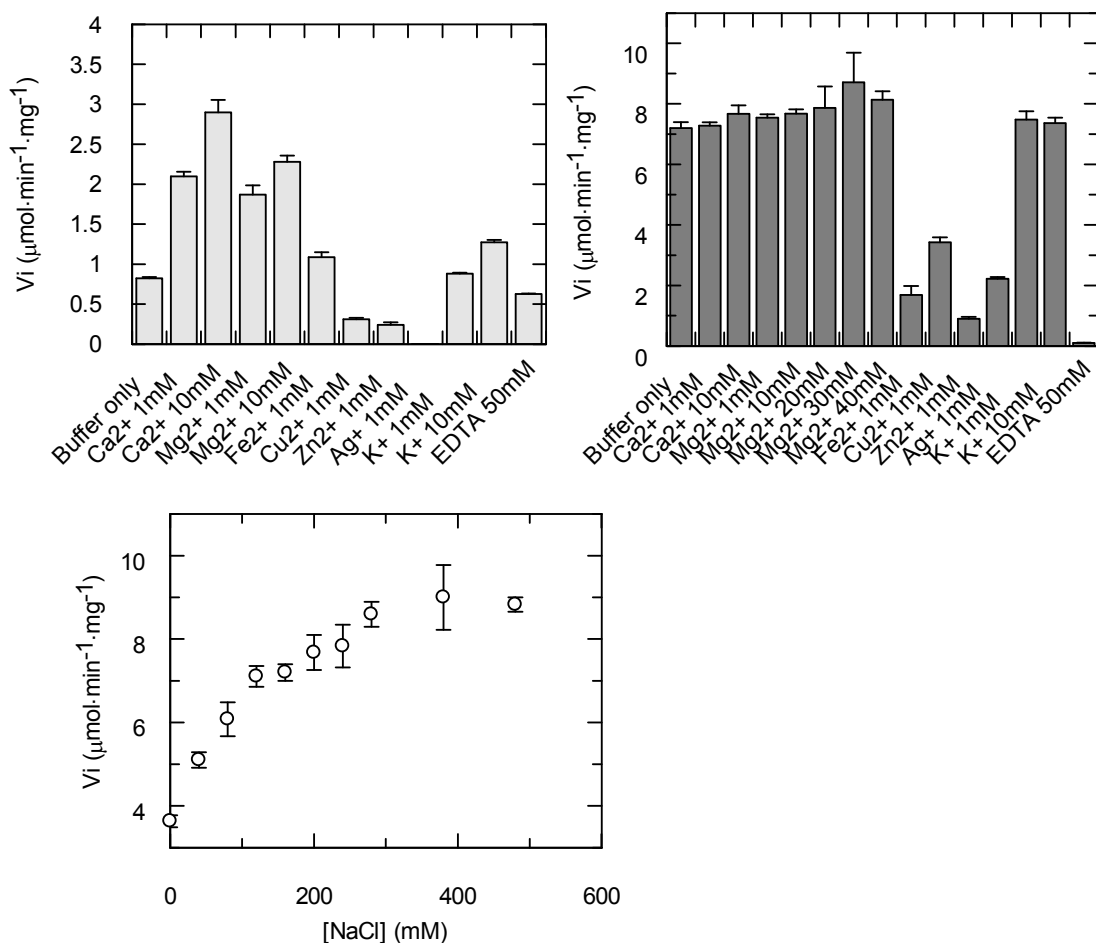 Vi (µmol·min⁻¹·mg⁻¹)
4
3.5
3
2.5
2
1.5
1
0.5
0
Buffer only
Ca2+ 1mM
Ca2+ 10mM
Mg2+ 1mM
Mg2+ 10mM
Fe2+ 1mM
Cu2+ 1mM
Zn2+ 1mM
Ag+ 1mM
K+ 1mM
K+ 10mM
EDTA 50mM
Vi (µmol·min⁻¹·mg⁻¹)
10
8
6
4
2
0
Buffer only
Ca2+ 1mM
Ca2+ 10mM
Mg2+ 1mM
Mg2+ 10mM
Mg2+ 20mM
Mg2+ 30mM
Mg2+ 40mM
Fe2+ 1mM
Cu2+ 1mM
Zn2+ 1mM
Ag+ 1mM
K+ 1mM
K+ 10mM
EDTA 50mM
Vi (µmol·min⁻¹·mg⁻¹)
10
8
6
4
0 200 400 600
[NaCl] (mM)